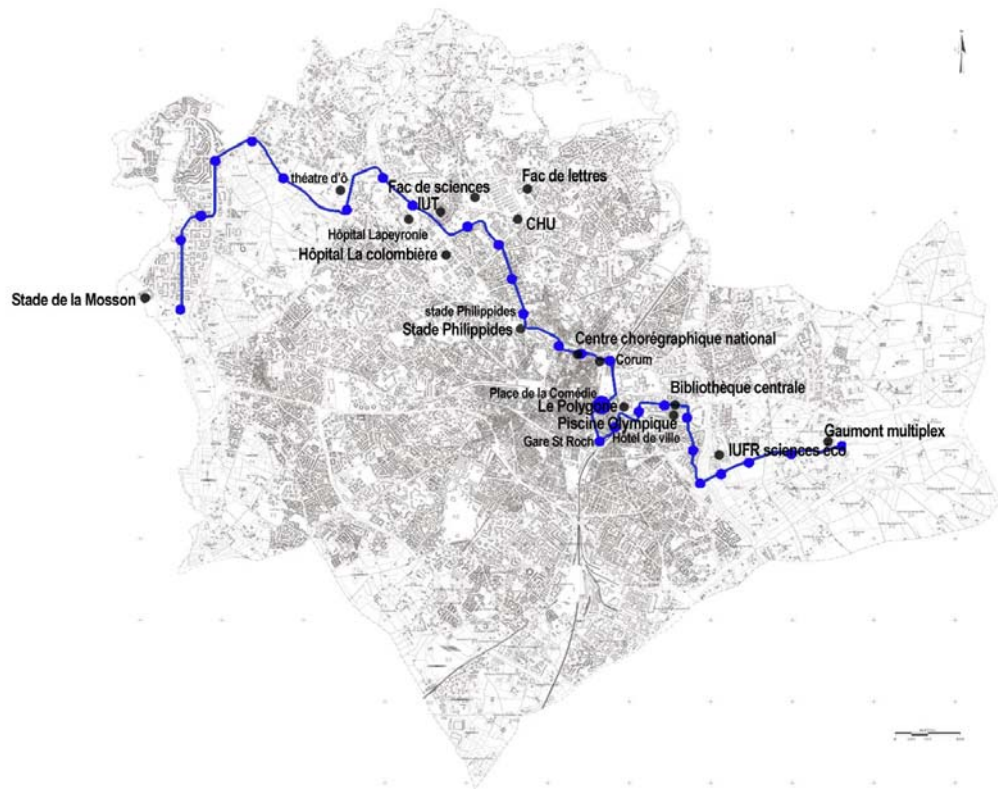 théatre d'ô
Fac de sciences
Fac de lettres
IUT
CHU
Hôpital Lapeyronie
Hôpital La colombière
Stade de la Mosson
stade Philippides
Stade Philippides
Centre chorégraphique national
Corum
Place de la Comédie
Bibliothèque centrale
Le Polygone
Piscine Olympique
Gaumont multiplex
Gare St Roch
Hôtel de ville
IUFR sciences éco